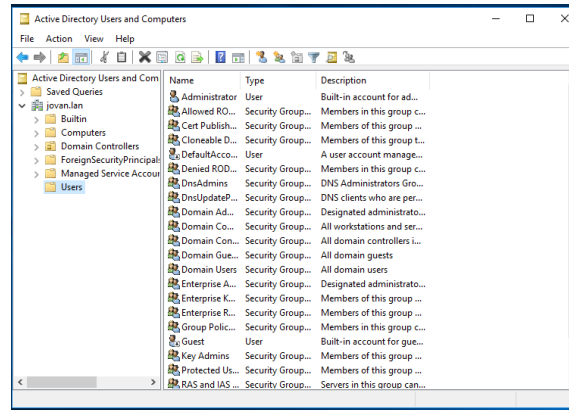 Active Directory Users and Computers
File Action View Help
Active Directory Users and Com
Saved Queries
jovan.lan
Builtin
Computers
Domain Controllers
ForeignSecurityPrincipals
Managed Service Accour
Users
Name Type Description
Administrator User Built-in account for ad...
Allowed RO... Security Group... Members in this group c...
Cert Publish... Security Group... Members of this group ...
Cloneable D... Security Group... Members of this group t...
DefaultAcco... User A user account manage...
Denied ROD... Security Group... Members in this group c...
DnsAdmins Security Group... DNS Administrators Gro...
DnsUpdateP... Security Group... DNS clients who are per...
Domain Ad... Security Group... Designated administrato...
Domain Co... Security Group... All workstations and ser...
Domain Con... Security Group... All domain controllers i...
Domain Gue... Security Group... All domain guests
Domain Users Security Group... All domain users
Enterprise A... Security Group... Designated administrato...
Enterprise K... Security Group... Members of this group ...
Enterprise R... Security Group... Members of this group ...
Group Polic... Security Group... Members in this group c...
Guest User Built-in account for gue...
Key Admins Security Group... Members of this group ...
Protected Us... Security Group... Members of this group ...
RAS and IAS ... Security Group... Servers in this group can...